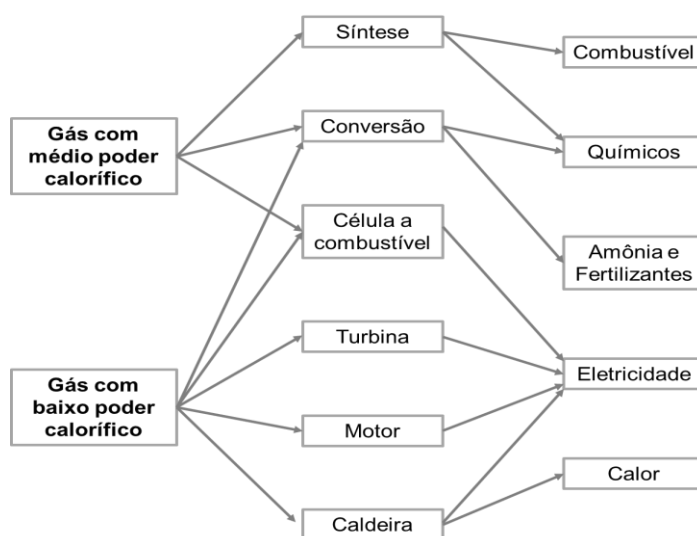 Síntese
Combustível
Gás com
médio poder
calorífico
Conversão
Químicos
Célula a
combustível
Amônia e
Fertilizantes
Turbina
Gás com
baixo poder
calorífico
Eletricidade
Motor
Calor
Caldeira